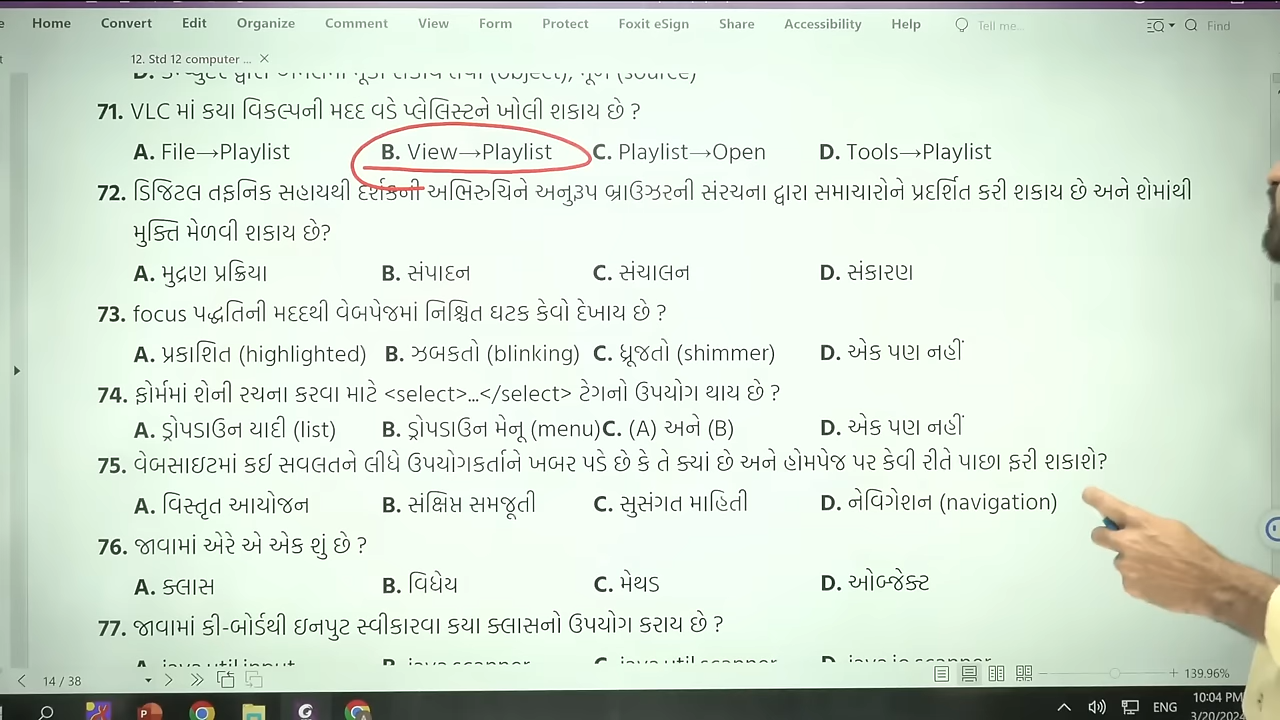 Home Convert Edit Organize Comment View Form Protect Foxit eSign Share Accessibility Help Tell me... Find
12. Std 12 computer ... ×
71. VLC માં કયા વિકલ્પની મદદ વડે પ્લેલિસ્ટને ખોલી શકાય છે ?
A. File→Playlist B. View→Playlist C. Playlist→Open D. Tools→Playlist
72. ડિજિટલ તકનિક સહાયથી દર્શકની અભિરુચિને અનુરૂપ બ્રાઉઝરની સંરચના દ્વારા સમાચારોને પ્રદર્શિત કરી શકાય છે અને શેમાંથી
મુક્તિ મેળવી શકાય છે?
A. મુદ્રણ પ્રક્રિયા B. સંપાદન C. સંચાલન D. સંકારણ
73. focus પદ્ધતિની મદદથી વેબપેજમાં નિશ્ચિત ઘટક કેવો દેખાય છે ?
A. પ્રકાશિત (highlighted) B. ઝબકતો (blinking) C. ધ્રૂજતો (shimmer) D. એક પણ નહીં
74. ફોર્મમાં શેની રચના કરવા માટે <select>...</select> ટેગનો ઉપયોગ થાય છે ?
A. ડ્રોપડાઉન યાદી (list) B. ડ્રોપડાઉન મેનૂ (menu) C. (A) અને (B) D. એક પણ નહીં
75. વેબસાઇટમાં કઈ સવલતને લીધે ઉપયોગકર્તાને ખબર પડે છે કે તે ક્યાં છે અને હોમપેજ પર કેવી રીતે પાછા ફરી શકાશે?
A. વિસ્તૃત આયોજન B. સંક્ષિપ્ત સમજૂતી C. સુસંગત માહિતી D. નેવિગેશન (navigation)
76. જાવામાં એરે એ એક શું છે ?
A. ક્લાસ B. વિધેય C. મેથડ D. ઓબ્જેક્ટ
77. જાવામાં કી-બોર્ડથી ઇનપુટ સ્વીકારવા કયા ક્લાસનો ઉપયોગ કરાય છે ?
14 / 38 139.96%
ENG 10:04 PM